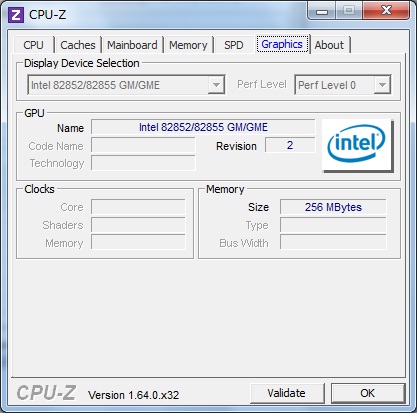 CPU-Z
CPU Caches Mainboard Memory SPD Graphics About
Display Device Selection
Intel 82852/82855 GM/GME Perf Level Perf Level 0
GPU
Name Intel 82852/82855 GM/GME
Code Name Revision 2
Technology
intel
Clocks
Core
Shaders
Memory
Memory
Size 256 MBytes
Type
Bus Width
CPU-Z Version 1.64.0.x32 Validate OK